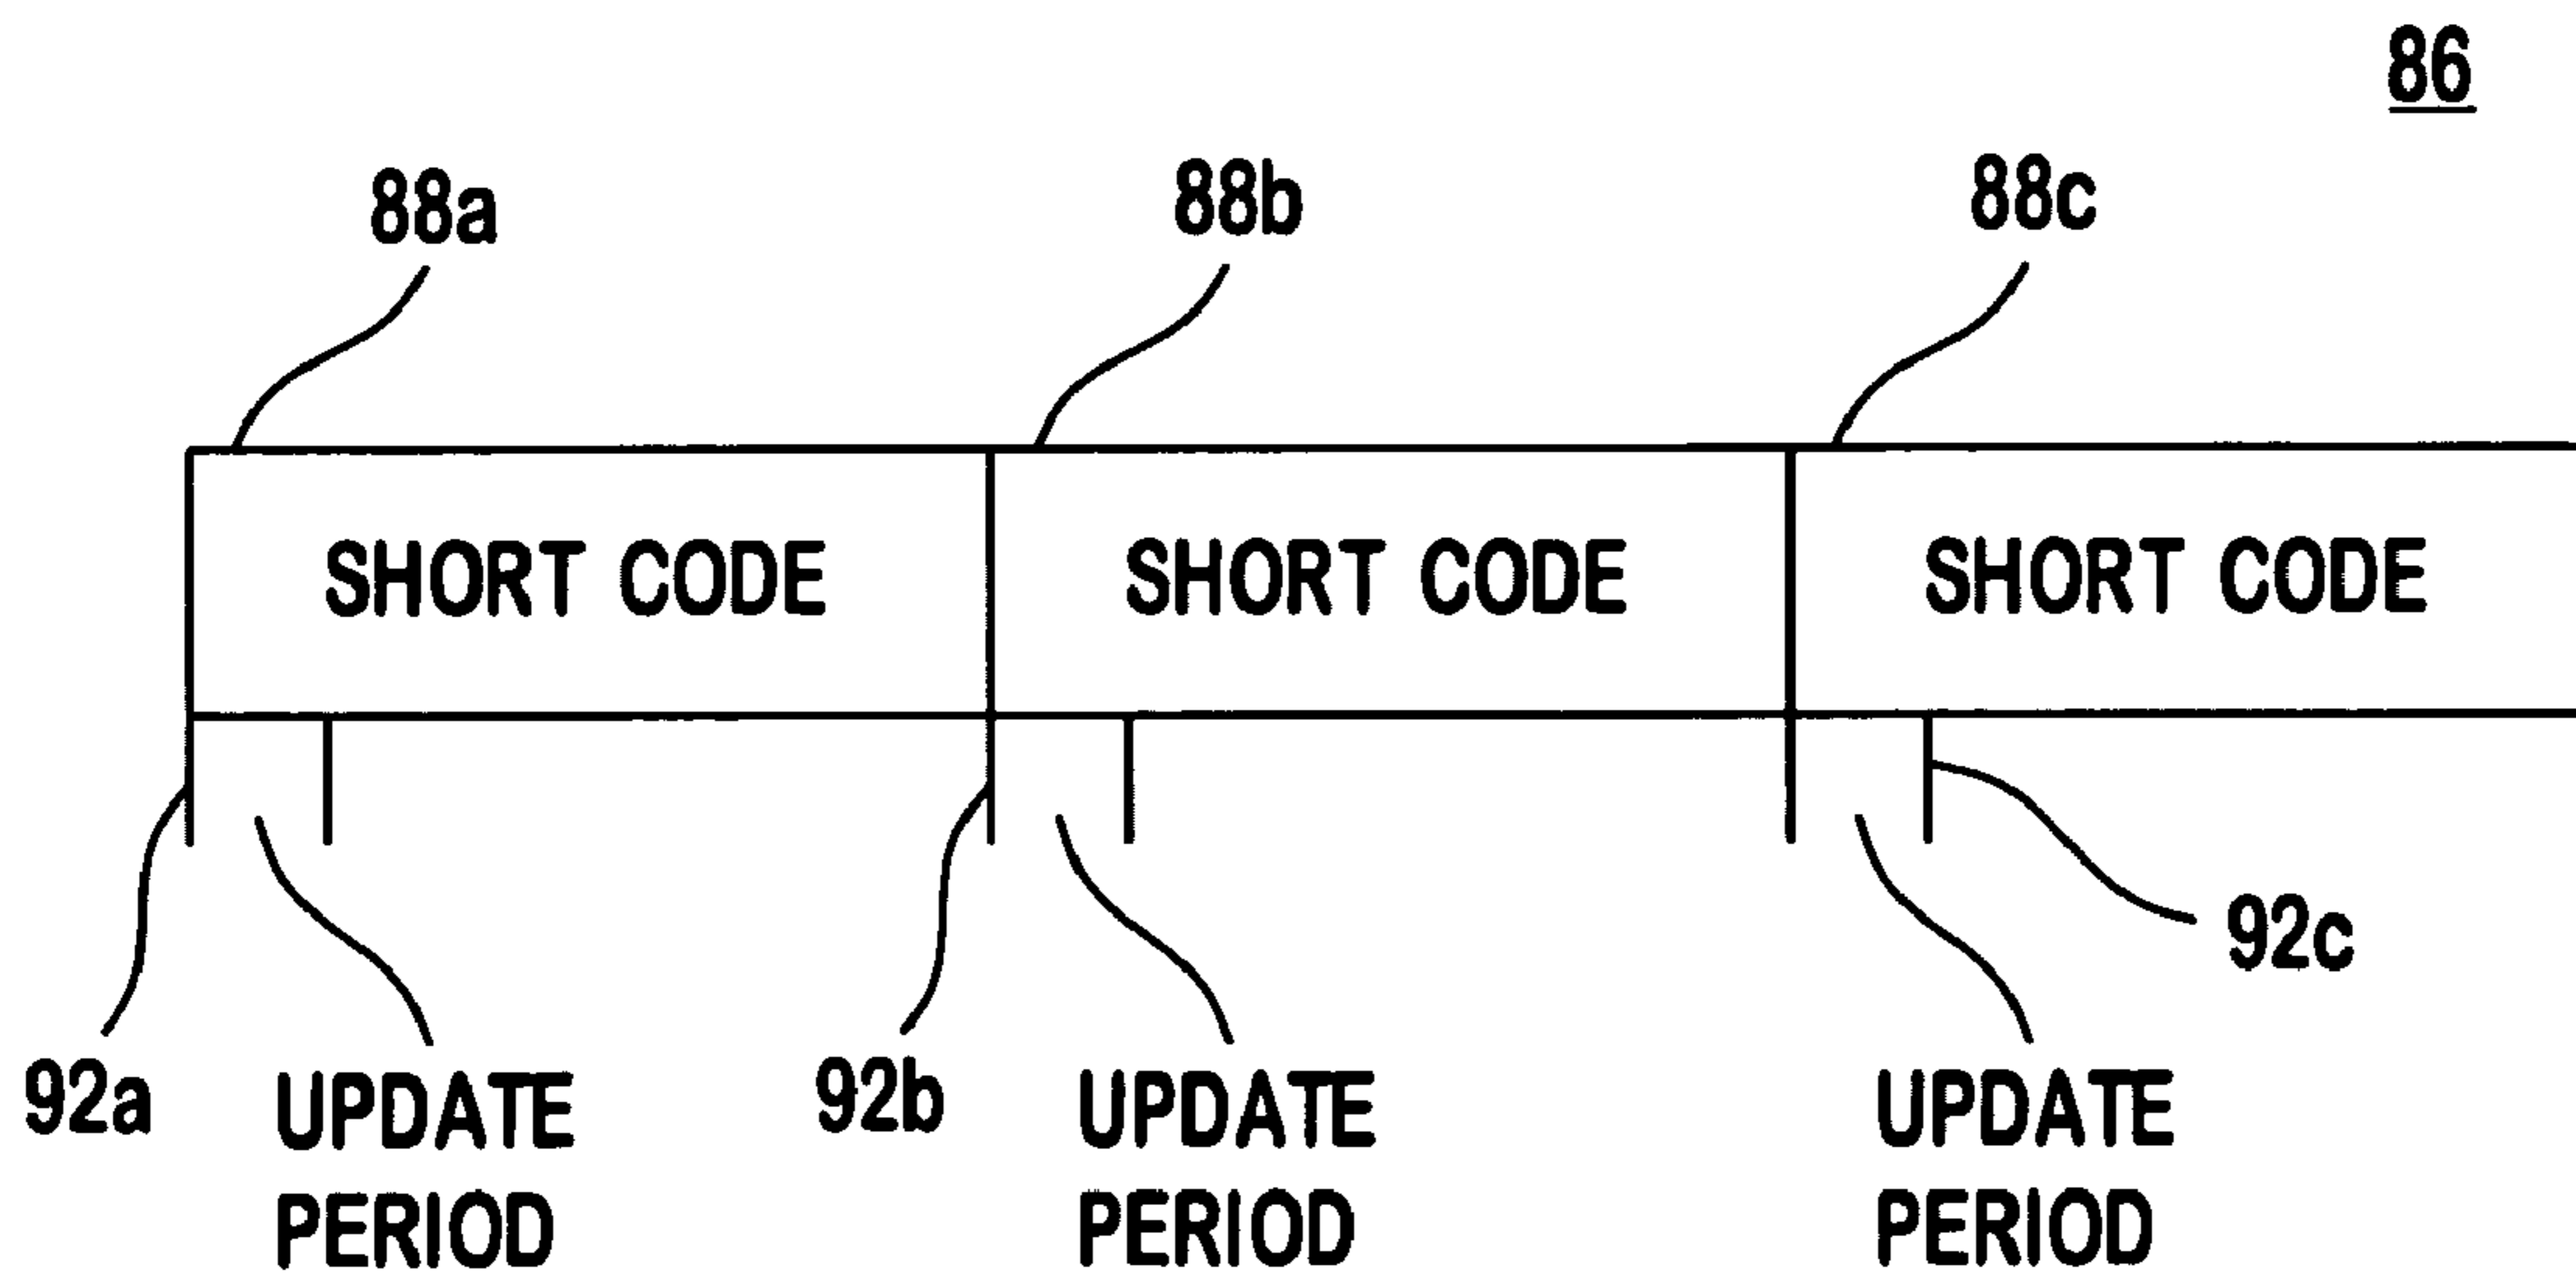 86
88a
88b
88c
SHORT CODE
SHORT CODE
SHORT CODE
92a
UPDATE
PERIOD
92b
UPDATE
PERIOD
92c
UPDATE
PERIOD